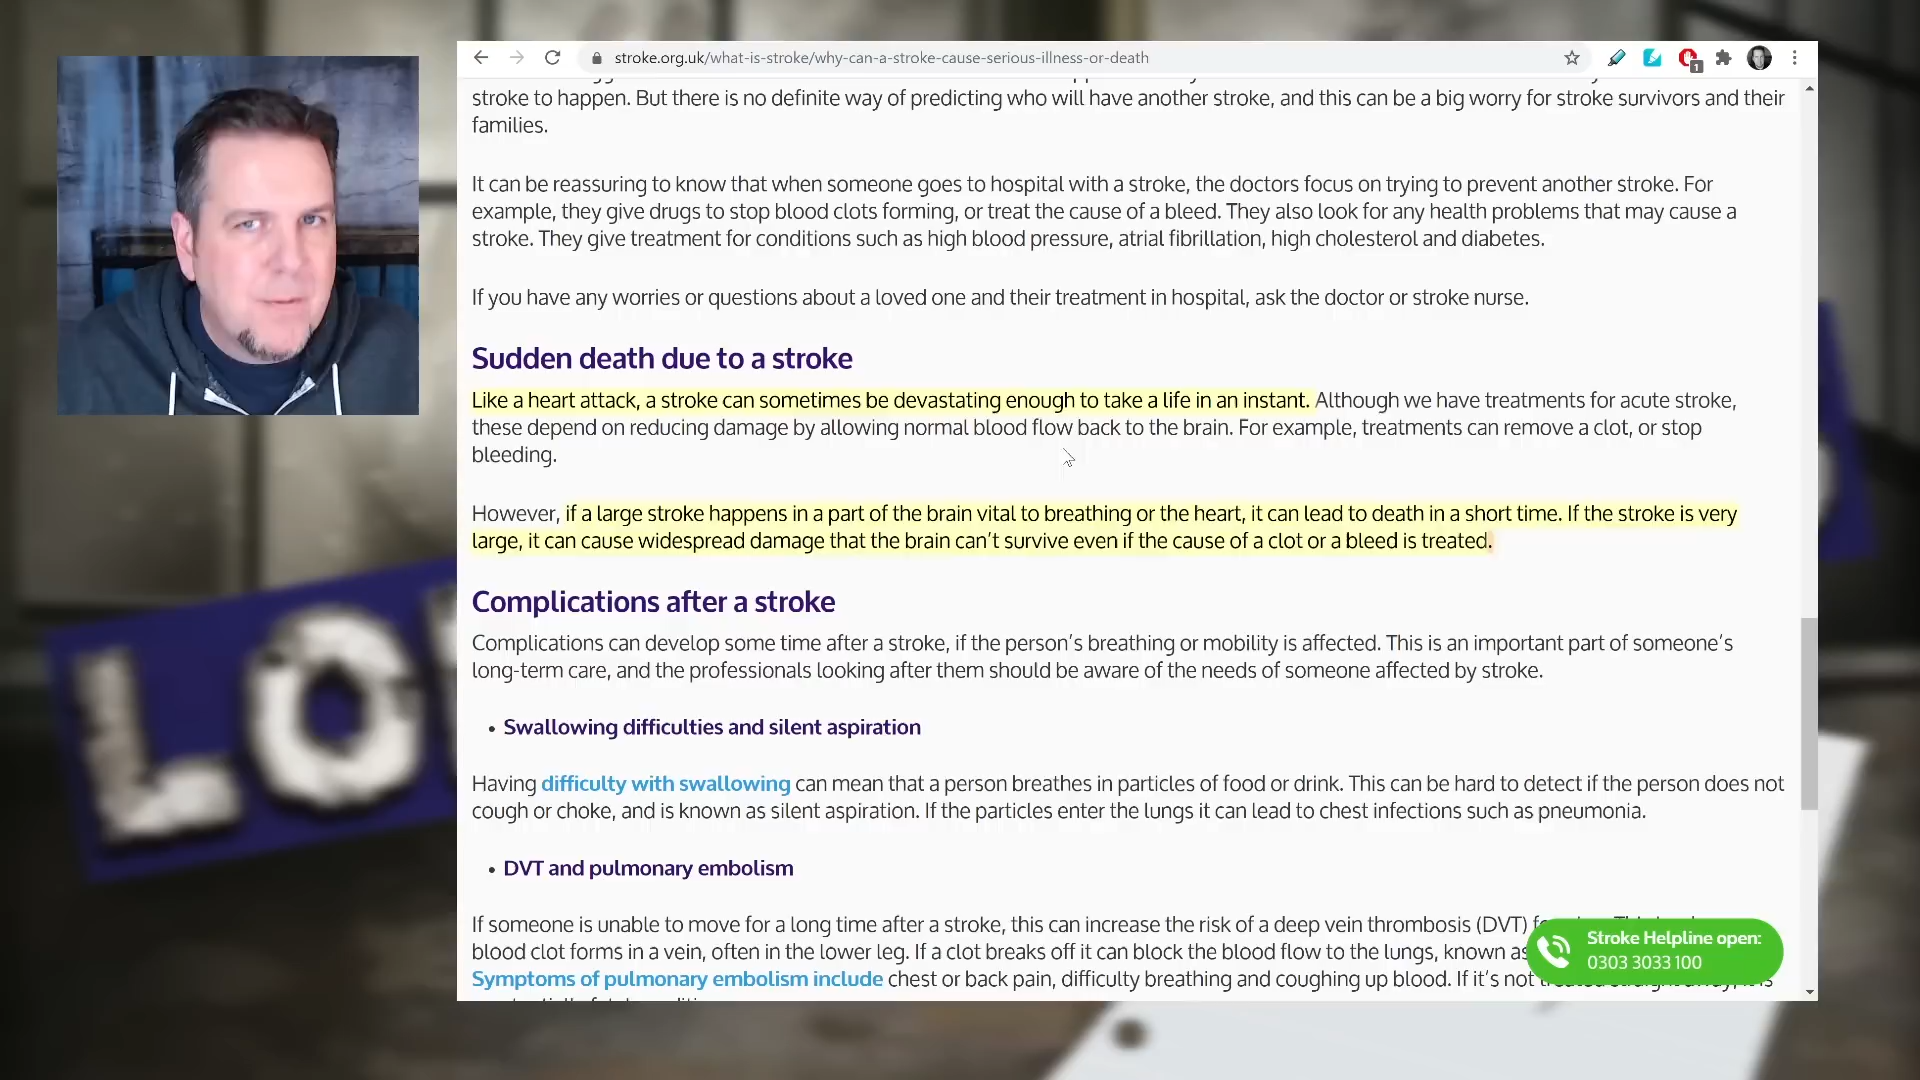 stroke.org.uk/what-is-stroke/why-can-a-stroke-cause-serious-illness-or-death
1
stroke to happen. But there is no definite way of predicting who will have another stroke, and this can be a big worry for stroke survivors and their
families.
It can be reassuring to know that when someone goes to hospital with a stroke, the doctors focus on trying to prevent another stroke. For
example, they give drugs to stop blood clots forming, or treat the cause of a bleed. They also look for any health problems that may cause a
stroke. They give treatment for conditions such as high blood pressure, atrial fibrillation, high cholesterol and diabetes.
If you have any worries or questions about a loved one and their treatment in hospital, ask the doctor or stroke nurse.
Sudden death due to a stroke
Like a heart attack, a stroke can sometimes be devastating enough to take a life in an instant. Although we have treatments for acute stroke,
these depend on reducing damage by allowing normal blood flow back to the brain. For example, treatments can remove a clot, or stop
bleeding.
However, if a large stroke happens in a part of the brain vital to breathing or the heart, it can lead to death in a short time. If the stroke is very
large, it can cause widespread damage that the brain can't survive even if the cause of a clot or a bleed is treated.
Complications after a stroke
Complications can develop some time after a stroke, if the person's breathing or mobility is affected. This is an important part of someone's
long-term care, and the professionals looking after them should be aware of the needs of someone affected by stroke.
• Swallowing difficulties and silent aspiration
Having difficulty with swallowing can mean that a person breathes in particles of food or drink. This can be hard to detect if the person does not
cough or choke, and is known as silent aspiration. If the particles enter the lungs it can lead to chest infections such as pneumonia.
• DVT and pulmonary embolism
If someone is unable to move for a long time after a stroke, this can increase the risk of a deep vein thrombosis (DVT)
blood clot forms in a vein, often in the lower leg. If a clot breaks off it can block the blood flow to the lungs, known as
Symptoms of pulmonary embolism include chest or back pain, difficulty breathing and coughing up blood. If it's not
Stroke Helpline open:
0303 3033 100
LO